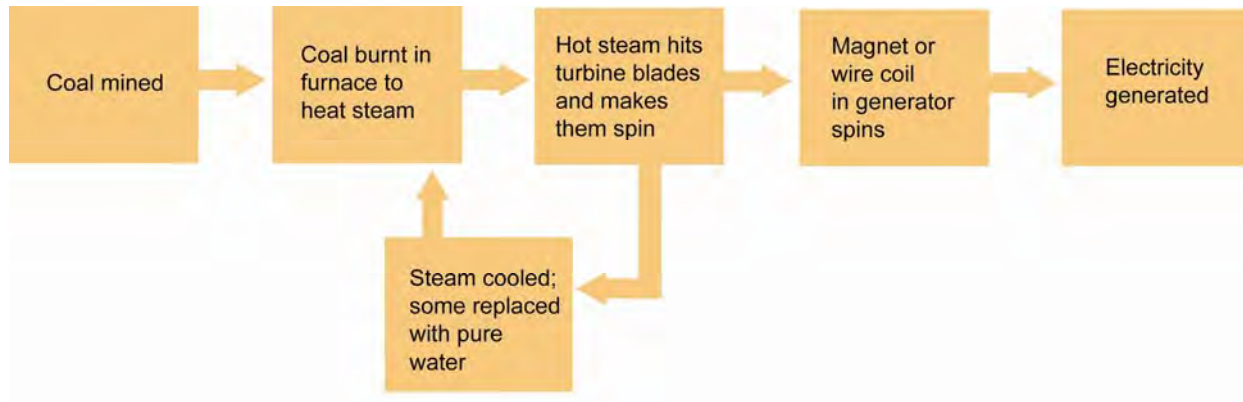 Coal mined
Coal burnt in
furnace to
heat steam
Hot steam hits
turbine blades
and makes
them spin
Magnet or
wire coil
in generator
spins
Electricity
generated
Steam cooled;
some replaced
with pure
water